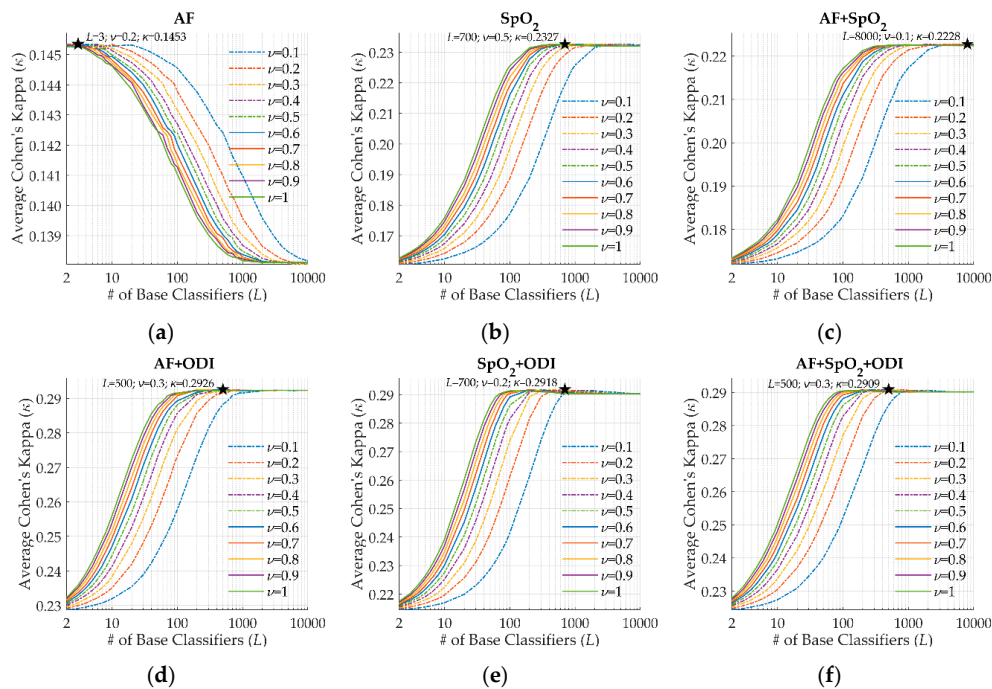 AF
L=3; ν=0.2; κ=0.1453
Average Cohen's Kappa (κ)
0.145
0.144
0.143
0.142
0.141
0.140
0.139
ν=0.1
ν=0.2
ν=0.3
ν=0.4
ν=0.5
ν=0.6
ν=0.7
ν=0.8
ν=0.9
ν=1
2 10 100 1000 10000
# of Base Classifiers (L)
(a)
SpO₂
L=700; ν=0.5; κ=0.2327
Average Cohen's Kappa (κ)
0.23
0.22
0.21
0.20
0.19
0.18
0.17
ν=0.1
ν=0.2
ν=0.3
ν=0.4
ν=0.5
ν=0.6
ν=0.7
ν=0.8
ν=0.9
ν=1
2 10 100 1000 10000
# of Base Classifiers (L)
(b)
AF+SpO₂
L=8000; ν=0.1; κ=0.2228
Average Cohen's Kappa (κ)
0.22
0.21
0.20
0.19
0.18
ν=0.1
ν=0.2
ν=0.3
ν=0.4
ν=0.5
ν=0.6
ν=0.7
ν=0.8
ν=0.9
ν=1
2 10 100 1000 10000
# of Base Classifiers (L)
(c)
AF+ODI
L=500; ν=0.3; κ=0.2926
Average Cohen's Kappa (κ)
0.29
0.28
0.27
0.26
0.25
0.24
0.23
ν=0.1
ν=0.2
ν=0.3
ν=0.4
ν=0.5
ν=0.6
ν=0.7
ν=0.8
ν=0.9
ν=1
2 10 100 1000 10000
# of Base Classifiers (L)
(d)
SpO₂+ODI
L=700; ν=0.2; κ=0.2918
Average Cohen's Kappa (κ)
0.29
0.28
0.27
0.26
0.25
0.24
0.23
0.22
ν=0.1
ν=0.2
ν=0.3
ν=0.4
ν=0.5
ν=0.6
ν=0.7
ν=0.8
ν=0.9
ν=1
2 10 100 1000 10000
# of Base Classifiers (L)
(e)
AF+SpO₂+ODI
L=500; ν=0.3; κ=0.2909
Average Cohen's Kappa (κ)
0.29
0.28
0.27
0.26
0.25
0.24
0.23
ν=0.1
ν=0.2
ν=0.3
ν=0.4
ν=0.5
ν=0.6
ν=0.7
ν=0.8
ν=0.9
ν=1
2 10 100 1000 10000
# of Base Classifiers (L)
(f)